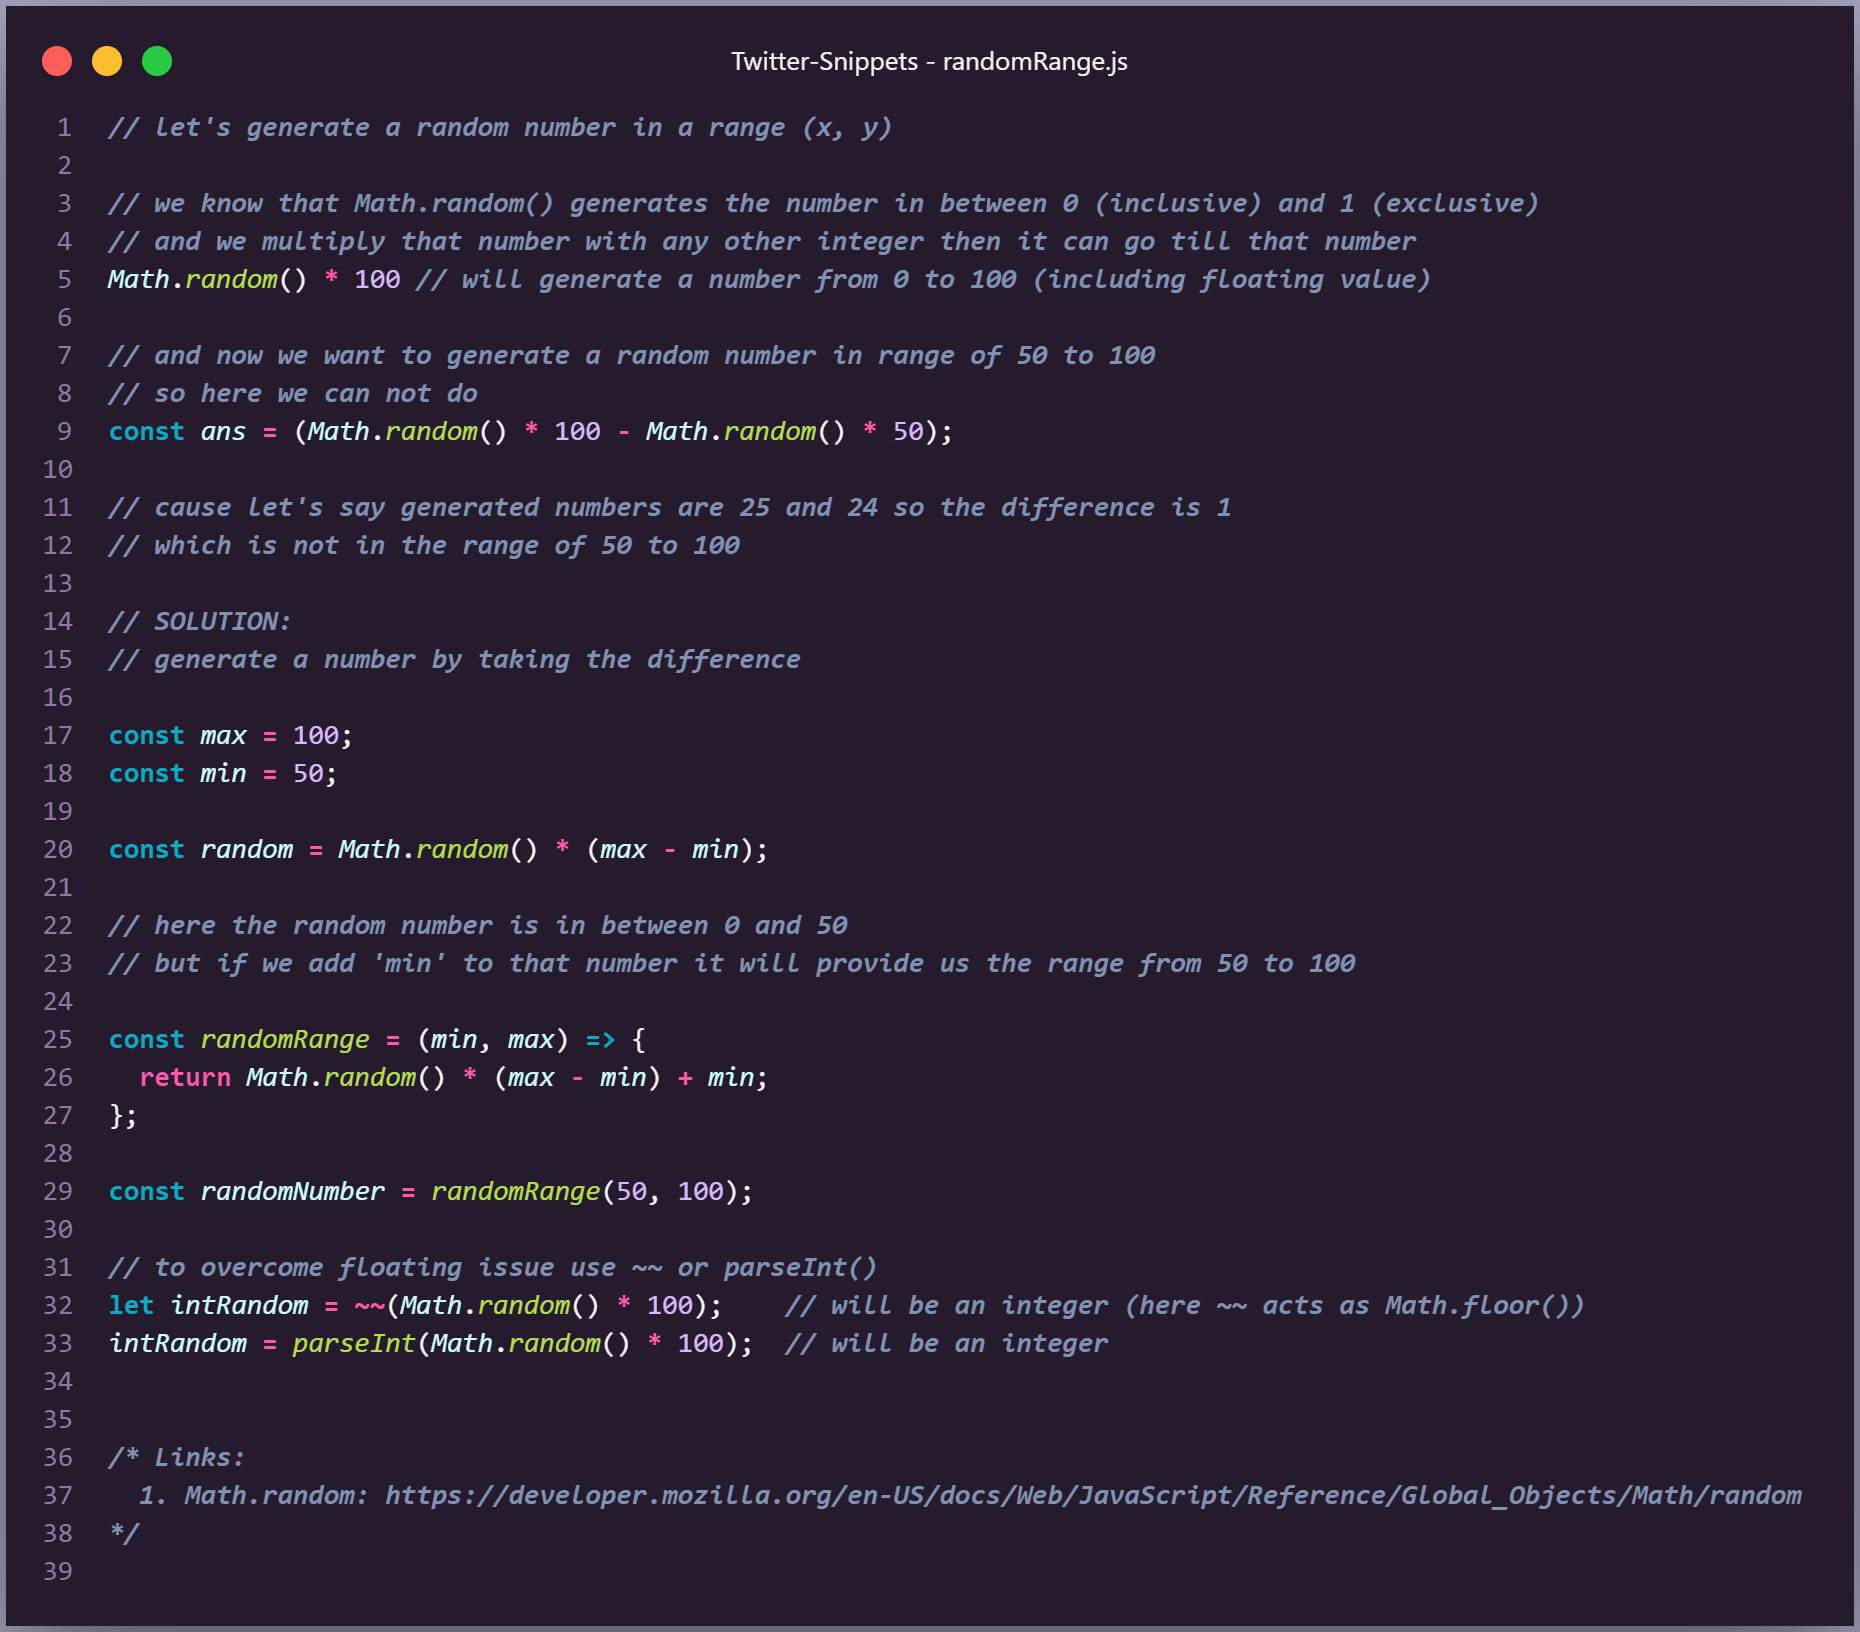 Twitter-Snippets - randomRange.js
1 // let's generate a random number in a range (x, y)
2
3 // we know that Math.random() generates the number in between 0 (inclusive) and 1 (exclusive)
4 // and we multiply that number with any other integer then it can go till that number
5 Math.random() * 100 // will generate a number from 0 to 100 (including floating value)
6
7 // and now we want to generate a random number in range of 50 to 100
8 // so here we can not do
9 const ans = (Math.random() * 100 - Math.random() * 50);
10
11 // cause let's say generated numbers are 25 and 24 so the difference is 1
12 // which is not in the range of 50 to 100
13
14 // SOLUTION:
15 // generate a number by taking the difference
16
17 const max = 100;
18 const min = 50;
19
20 const random = Math.random() * (max - min);
21
22 // here the random number is in between 0 and 50
23 // but if we add 'min' to that number it will provide us the range from 50 to 100
24
25 const randomRange = (min, max) => {
26   return Math.random() * (max - min) + min;
27 };
28
29 const randomNumber = randomRange(50, 100);
30
31 // to overcome floating issue use ~~ or parseInt()
32 let intRandom = ~~(Math.random() * 100);    // will be an integer (here ~~ acts as Math.floor())
33 intRandom = parseInt(Math.random() * 100);  // will be an integer
34
35
36 /* Links:
37   1. Math.random: https://developer.mozilla.org/en-US/docs/Web/JavaScript/Reference/Global_Objects/Math/random
38 */
39